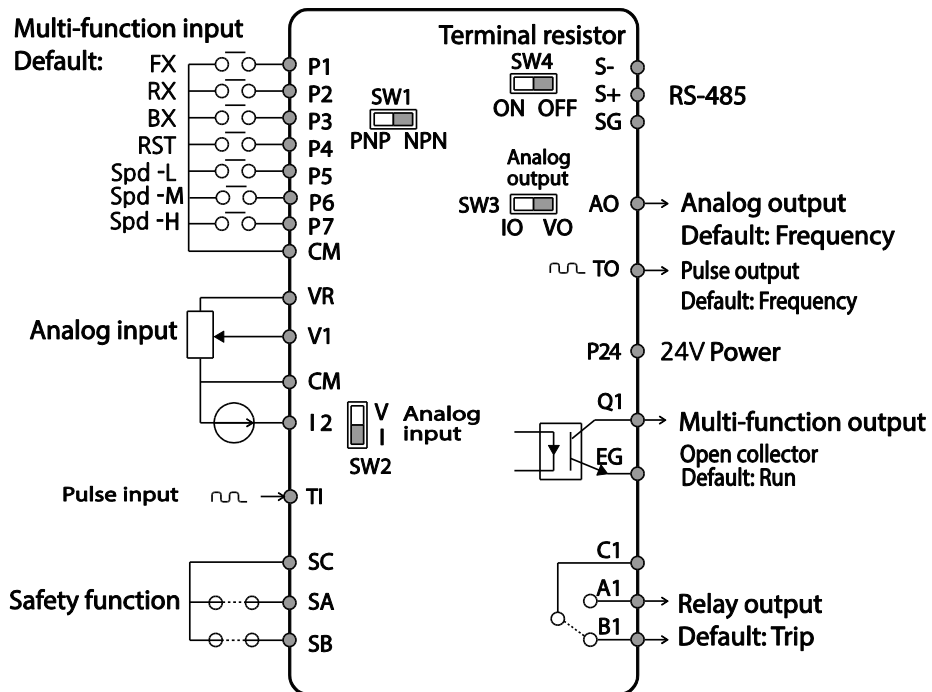 Multi-function input
Default:
FX
P1
RX
P2
BX
P3
RST
P4
Spd -L
P5
Spd -M
P6
Spd -H
P7
CM
SW1
PNP NPN
Terminal resistor
SW4
ON OFF
S-
S+
SG
RS-485
Analog
output
SW3
IO VO
AO
Analog output
Default: Frequency
TO
Pulse output
Default: Frequency
Analog input
VR
V1
CM
I 2
V
I
SW2
Analog
input
P24
24V Power
Q1
EG
Multi-function output
Open collector
Default: Run
Pulse input
TI
Safety function
SC
SA
SB
C1
A1
B1
Relay output
Default: Trip